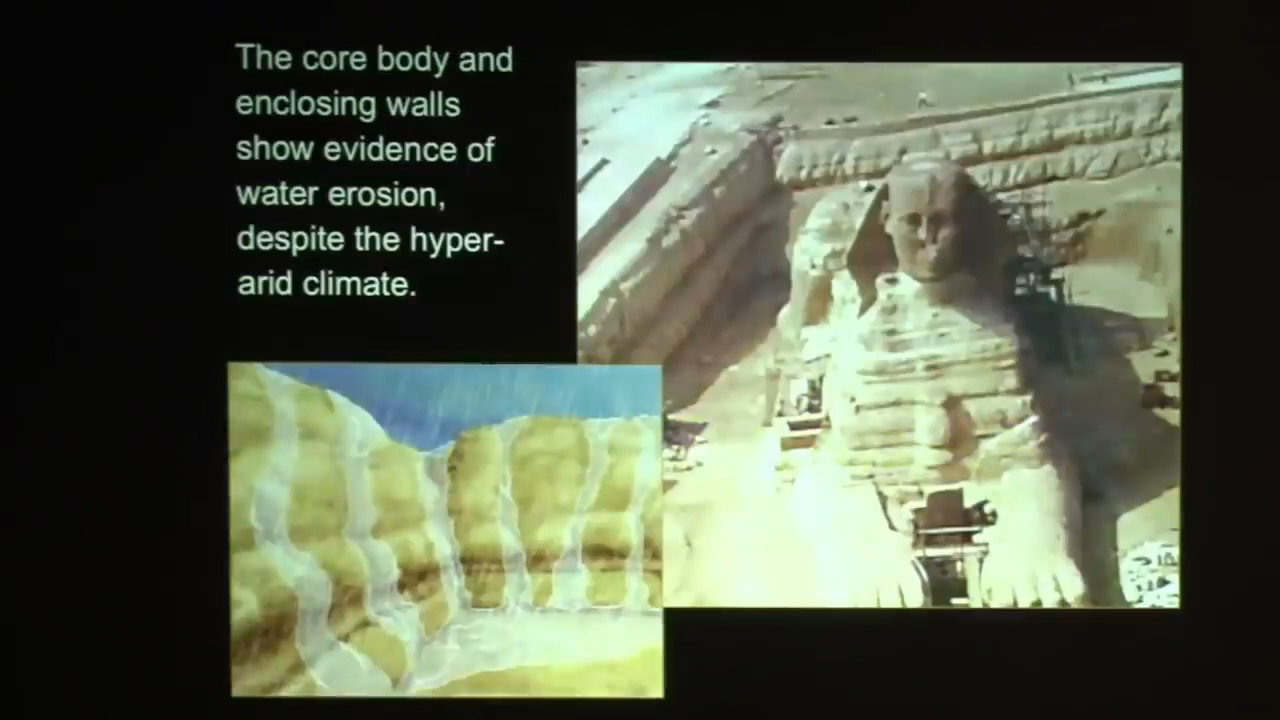 The core body and
enclosing walls
show evidence of
water erosion,
despite the hyper-
arid climate.